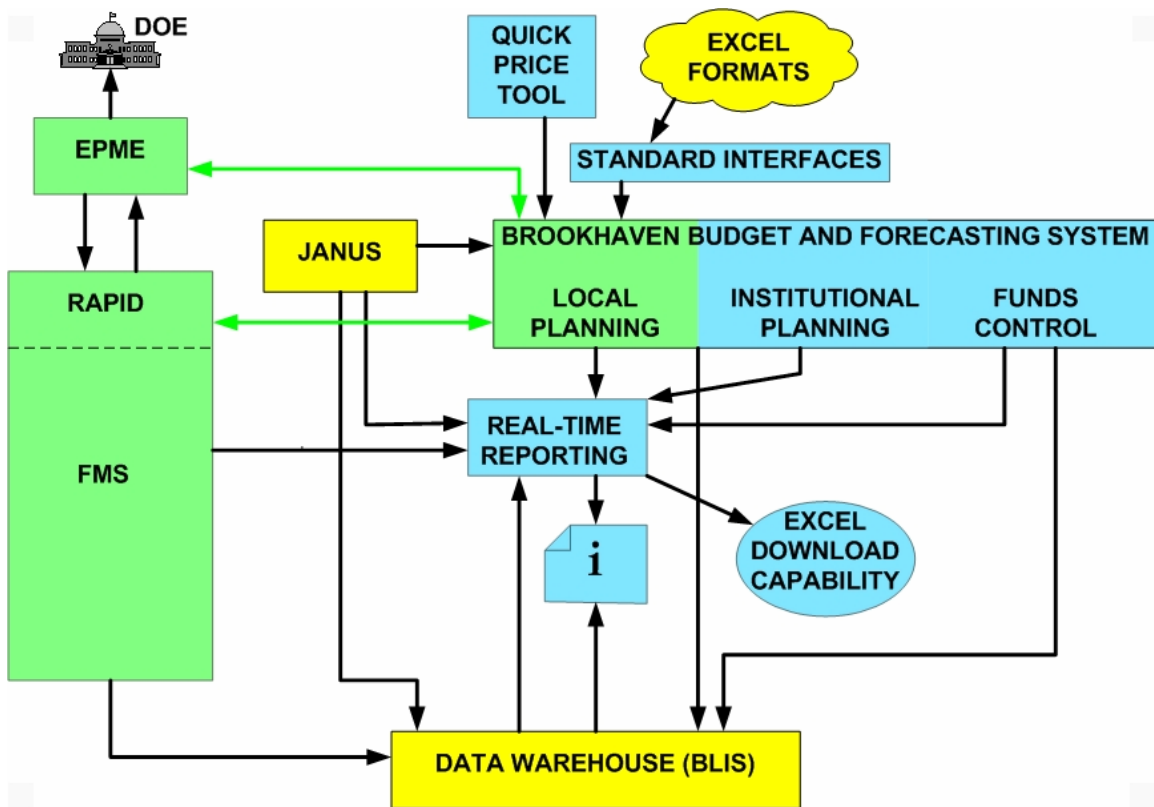 DOE
QUICK
PRICE
TOOL
EXCEL
FORMATS
EPME
STANDARD INTERFACES
JANUS
BROOKHAVEN BUDGET AND FORECASTING SYSTEM
RAPID
LOCAL
PLANNING
INSTITUTIONAL
PLANNING
FUNDS
CONTROL
FMS
REAL-TIME
REPORTING
i
EXCEL
DOWNLOAD
CAPABILITY
DATA WAREHOUSE (BLIS)